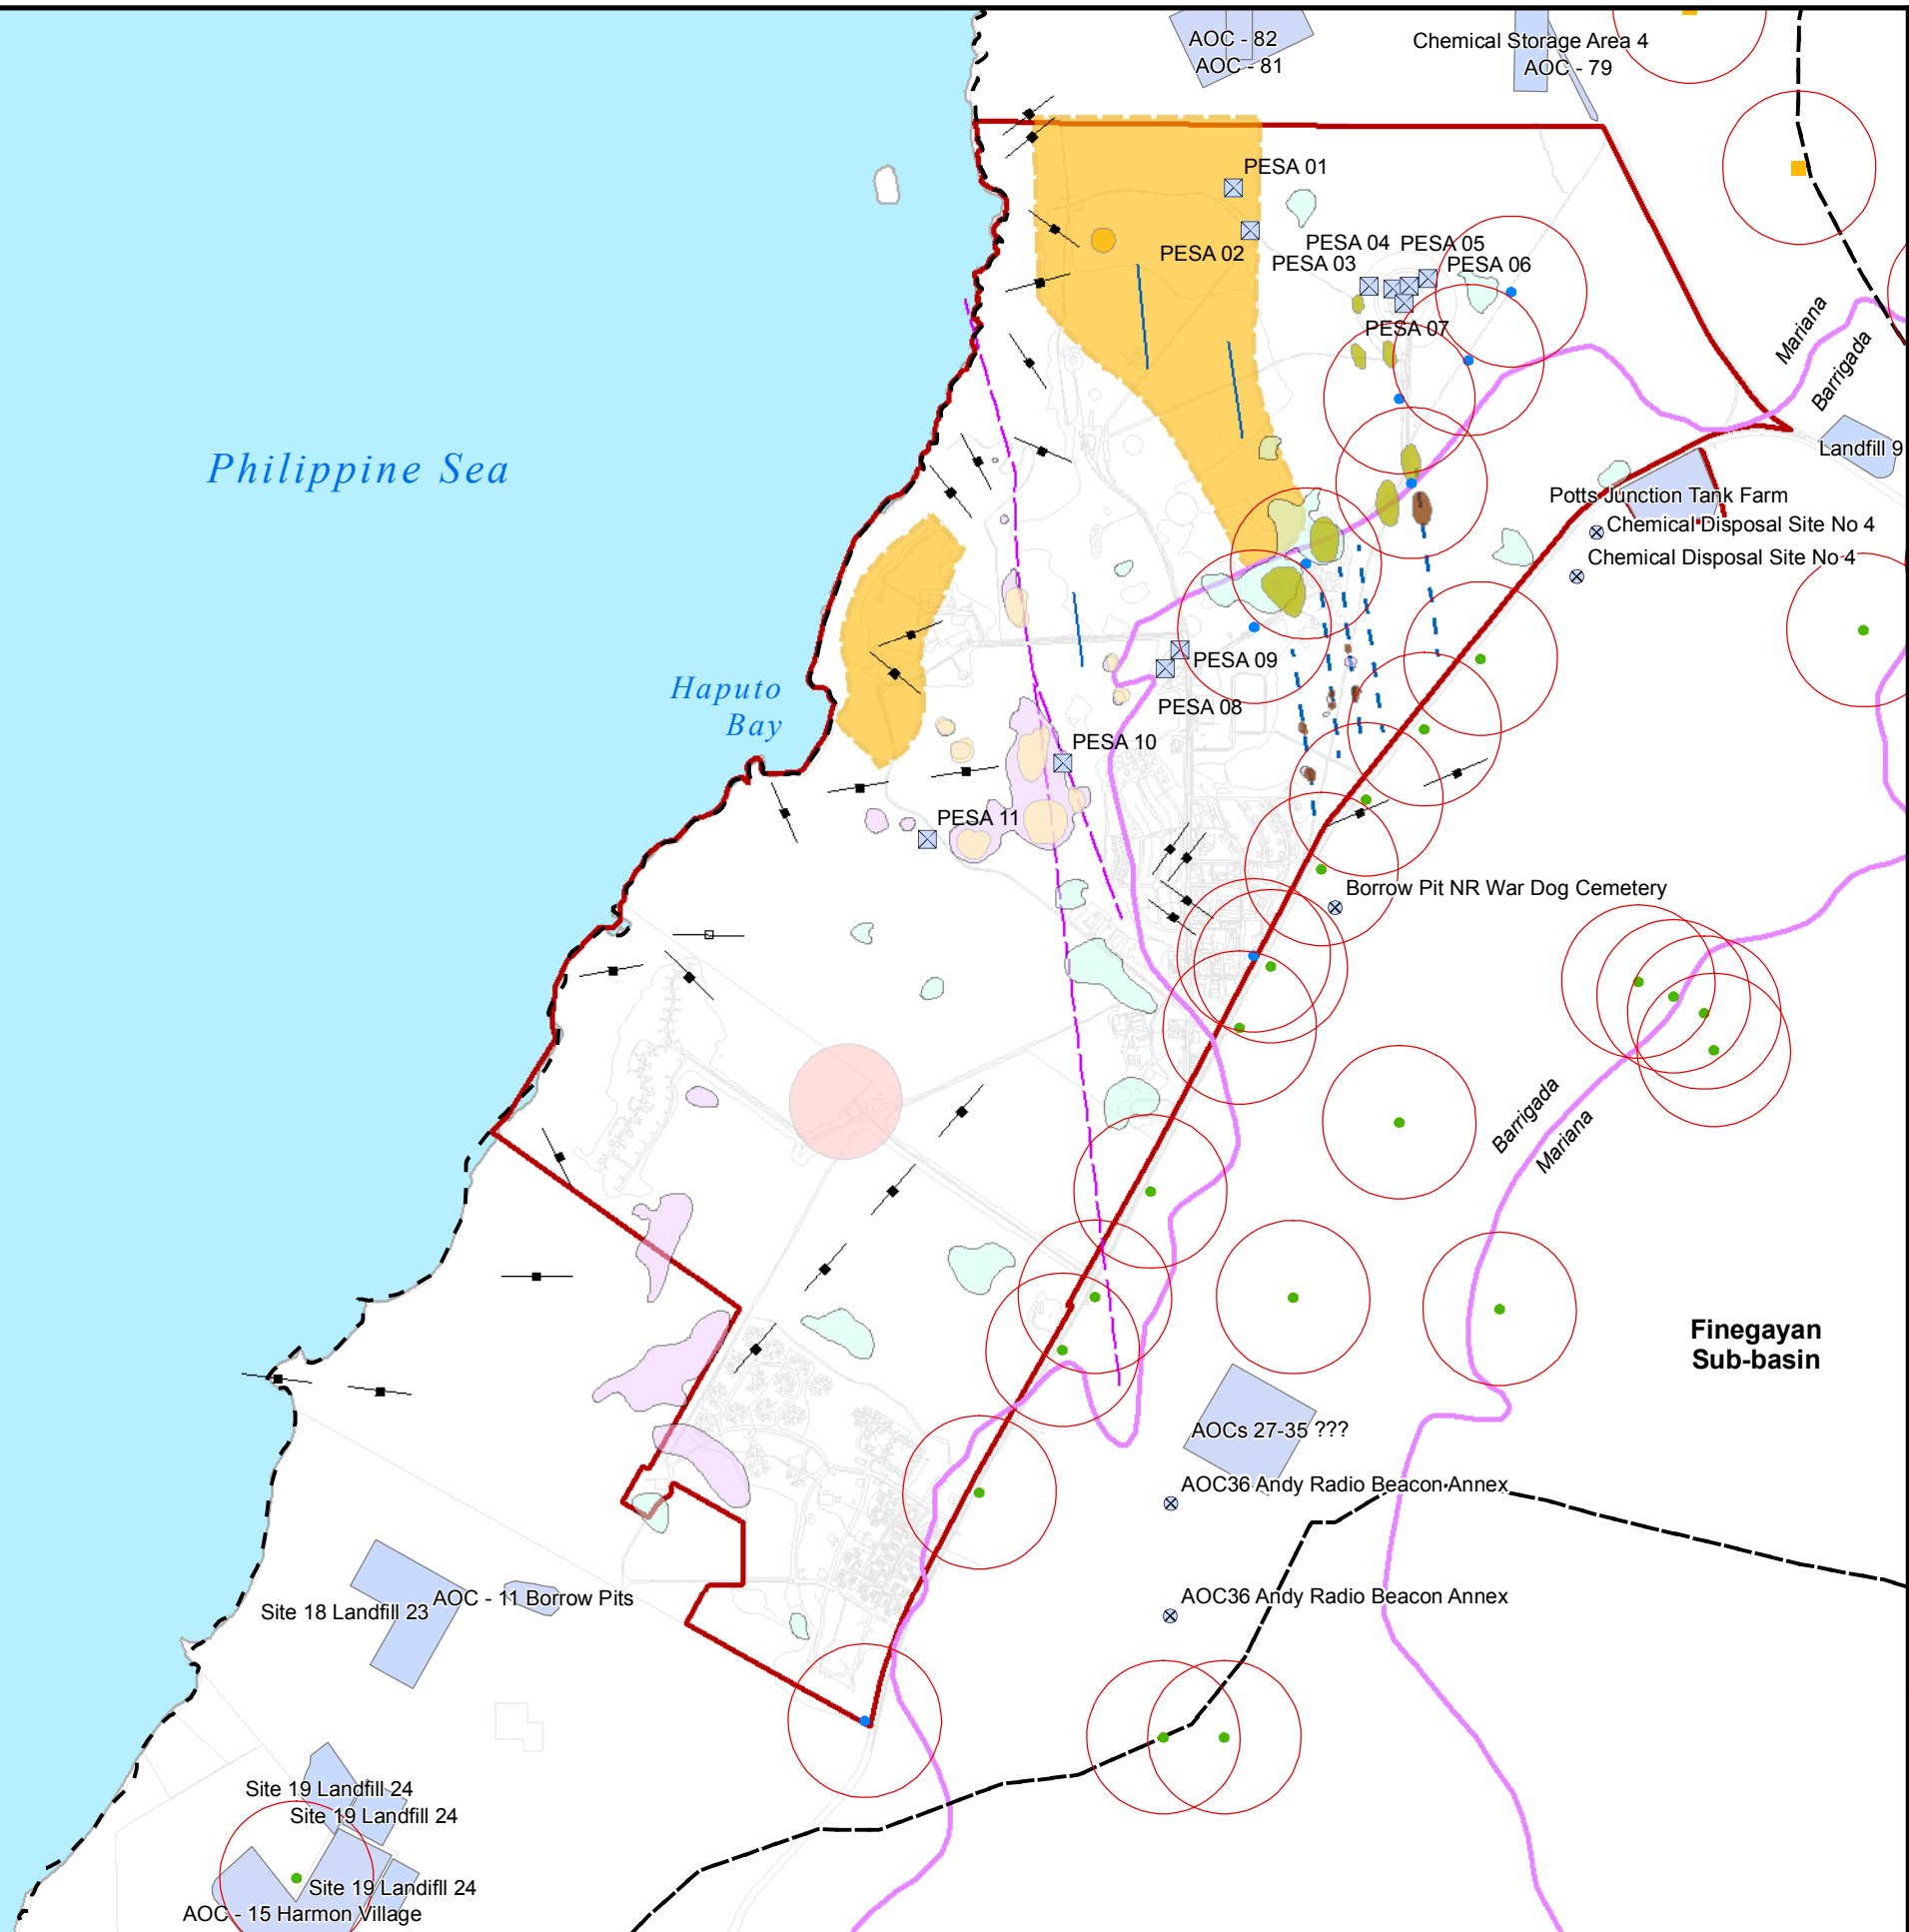 AOC - 82
AOC - 81
Chemical Storage Area 4
AOC - 79
PESA 01
PESA 02
PESA 04
PESA 05
PESA 03
PESA 06
PESA 07
Mariana
Barrigada
Landfill 9
Philippine Sea
Potts Junction Tank Farm
Chemical Disposal Site No 4
Chemical Disposal Site No 4
PESA 09
PESA 08
Haputo
Bay
PESA 10
PESA 11
Borrow Pit NR War Dog Cemetery
Barrigada
Mariana
Finegayan
Sub-basin
AOCs 27-35 ???
AOC36 Andy Radio Beacon Annex
AOC36 Andy Radio Beacon Annex
AOC - 11 Borrow Pits
Site 18 Landfill 23
Site 19 Landfill 24
Site 19 Landfill 24
Site 19 Landifll 24
AOC - 15 Harmon Village